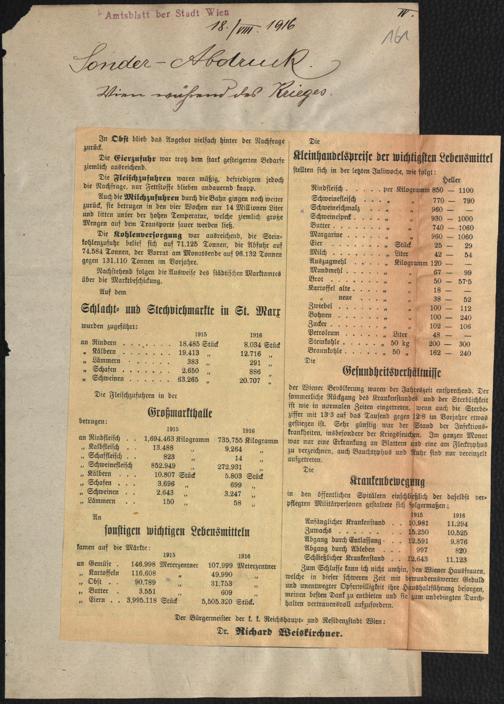 Amtsblatt der Stadt Wien
18./VIII. 1916
IV.
161
Sonder-Abdruck.
Wien während des Krieges.
In Obst blieb das Angebot vielfach hinter der Nachfrage
zurück.
Die Eierzufuhr war trotz dem stark gesteigerten Bedarfe
ziemlich ausreichend.
Die Fleischzufuhren waren mäßig, befriedigten jedoch
die Nachfrage, nur Fettstoffe blieben andauernd knapp.
Auch die Milchzufuhren durch die Bahn gingen noch weiter
zurück, sie betrugen in den vier Wochen nur 14 Millionen Liter
und litten unter der hohen Temperatur, welche ziemlich große
Mengen auf dem Transporte sauer werden ließ.
Die Kohlenversorgung war ausreichend, die Stein-
kohlenzufuhr belief sich auf 71.125 Tonnen, die Abfuhr auf
74.584 Tonnen, der Vorrat am Monatsende auf 96.132 Tonnen
gegen 131.110 Tonnen im Vorjahre.
Nachstehend folgen die Ausweise des städtischen Marktamtes
über die Marktbeschickung.
Auf dem
Schlacht- und Stechviehmarkte in St. Marx
wurden zugeführt:
1915 1916
an Rindern . . . . . 18.485 Stück 8.034 Stück
„ Kälbern . . . . . 19.413 „ 12.716 „
„ Lämmern . . . . . 383 „ 291 „
„ Schafen . . . . . 2.650 „ 886 „
„ Schweinen . . . . 63.265 „ 20.707 „
Die Fleischzufuhren in der
Großmarkthalle
betrugen:
1915 1916
an Rindfleisch . . . 1,694.463 Kilogramm 735.755 Kilogramm
„ Kalbfleisch . . . 13.488 „ 9.264 „
„ Schaffleisch . . . 823 „ 14 „
„ Schweinefleisch 852.949 „ 272.931 „
„ Kälbern . . . . 10.807 Stück 5.803 Stück
„ Schafen . . . . 3.696 „ 699 „
„ Schweinen . . . 2.643 „ 3.247 „
„ Lämmern . . . . 150 „ 58 „
An
sonstigen wichtigen Lebensmitteln
kamen auf die Märkte:
1915 1916
an Gemüse . . 146.998 Meterzentner 107.999 Meterzentner
„ Kartoffeln . 116.608 „ 49.990 „
„ Obst . . . 90.789 „ 31.753 „
„ Butter . . . 3.551 „ 609 „
„ Eiern . . . 3,995.118 Stück 5,505.320 Stück.
Die
Kleinhandelspreise der wichtigsten Lebensmittel
stellten sich in der letzten Juliwoche, wie folgt:
Heller
Rindfleisch . . . . per Kilogramm 850 — 1100
Schweinefleisch . . . „ „ 770 — 790
Schweineschmalz . . „ „ 960 — —
Schweinespeck . . . „ „ 930 — 1000
Butter . . . . . „ „ 740 — 1060
Margarine . . . . „ „ 960 — 1060
Eier . . . . . . „ Stück 25 — 29
Milch . . . . . . „ Liter 42 — 54
Auszugmehl . . . „ Kilogramm 120 — —
Mundmehl . . . . „ „ 67 — 99
Brot . . . . . . „ „ 50 — 57·5
Kartoffel alte . . . „ „ 18 — —
„ neue . . . „ „ 38 — 52
Zwiebel . . . . . „ „ 100 — 112
Bohnen . . . . . „ „ 100 — 240
Zucker . . . . . „ „ 102 — 106
Petroleum . . . . „ Liter 48 — —
Steinkohle . . . . „ 50 kg 200 — 300
Braunkohle . . . . „ 50 „ 162 — 240
Die
Gesundheitsverhältnisse
der Wiener Bevölkerung waren der Jahreszeit entsprechend. Der
sommerliche Rückgang des Krankenstandes und der Sterblichkeit
ist wie in normalen Zeiten eingetreten, wenn auch die Sterbe-
ziffer mit 13·3 auf das Tausend gegen 12·8 im Vorjahre etwas
gestiegen ist. Sehr günstig war der Stand der Infektions-
krankheiten, insbesondere der Kriegsseuchen. Im ganzen Monat
war nur eine Erkrankung an Blattern und eine an Flecktyphus
zu verzeichnen, auch Bauchtyphus und Ruhr sind nur vereinzelt
aufgetreten.
Die
Krankenbewegung
in den öffentlichen Spitälern einschließlich der daselbst ver-
pflegten Militärpersonen gestaltet sich folgermaßen:
1915 1916
Anfänglicher Krankenstand . . 10.981 11.294
Zuwachs . . . . . . . . 15.250 10.525
Abgang durch Entlassung . . . 12.591 9.876
Abgang durch Ableben . . . 997 820
Schließlicher Krankenstand . . 12.643 11.123
Zum Schlusse kann ich nicht umhin, den Wiener Hausfrauen,
welche in dieser schweren Zeit mit bewundernswerter Geduld
und unentwegter Opferwilligkeit ihre Haushaltsführung besorgen,
meinen besten Dank zu entbieten und sie zum unbedingten Durch-
halten vertrauensvoll aufzufordern.
Der Bürgermeister der k. k. Reichshaupt- und Residenzstadt Wien:
Dr. Richard Weiskirchner.